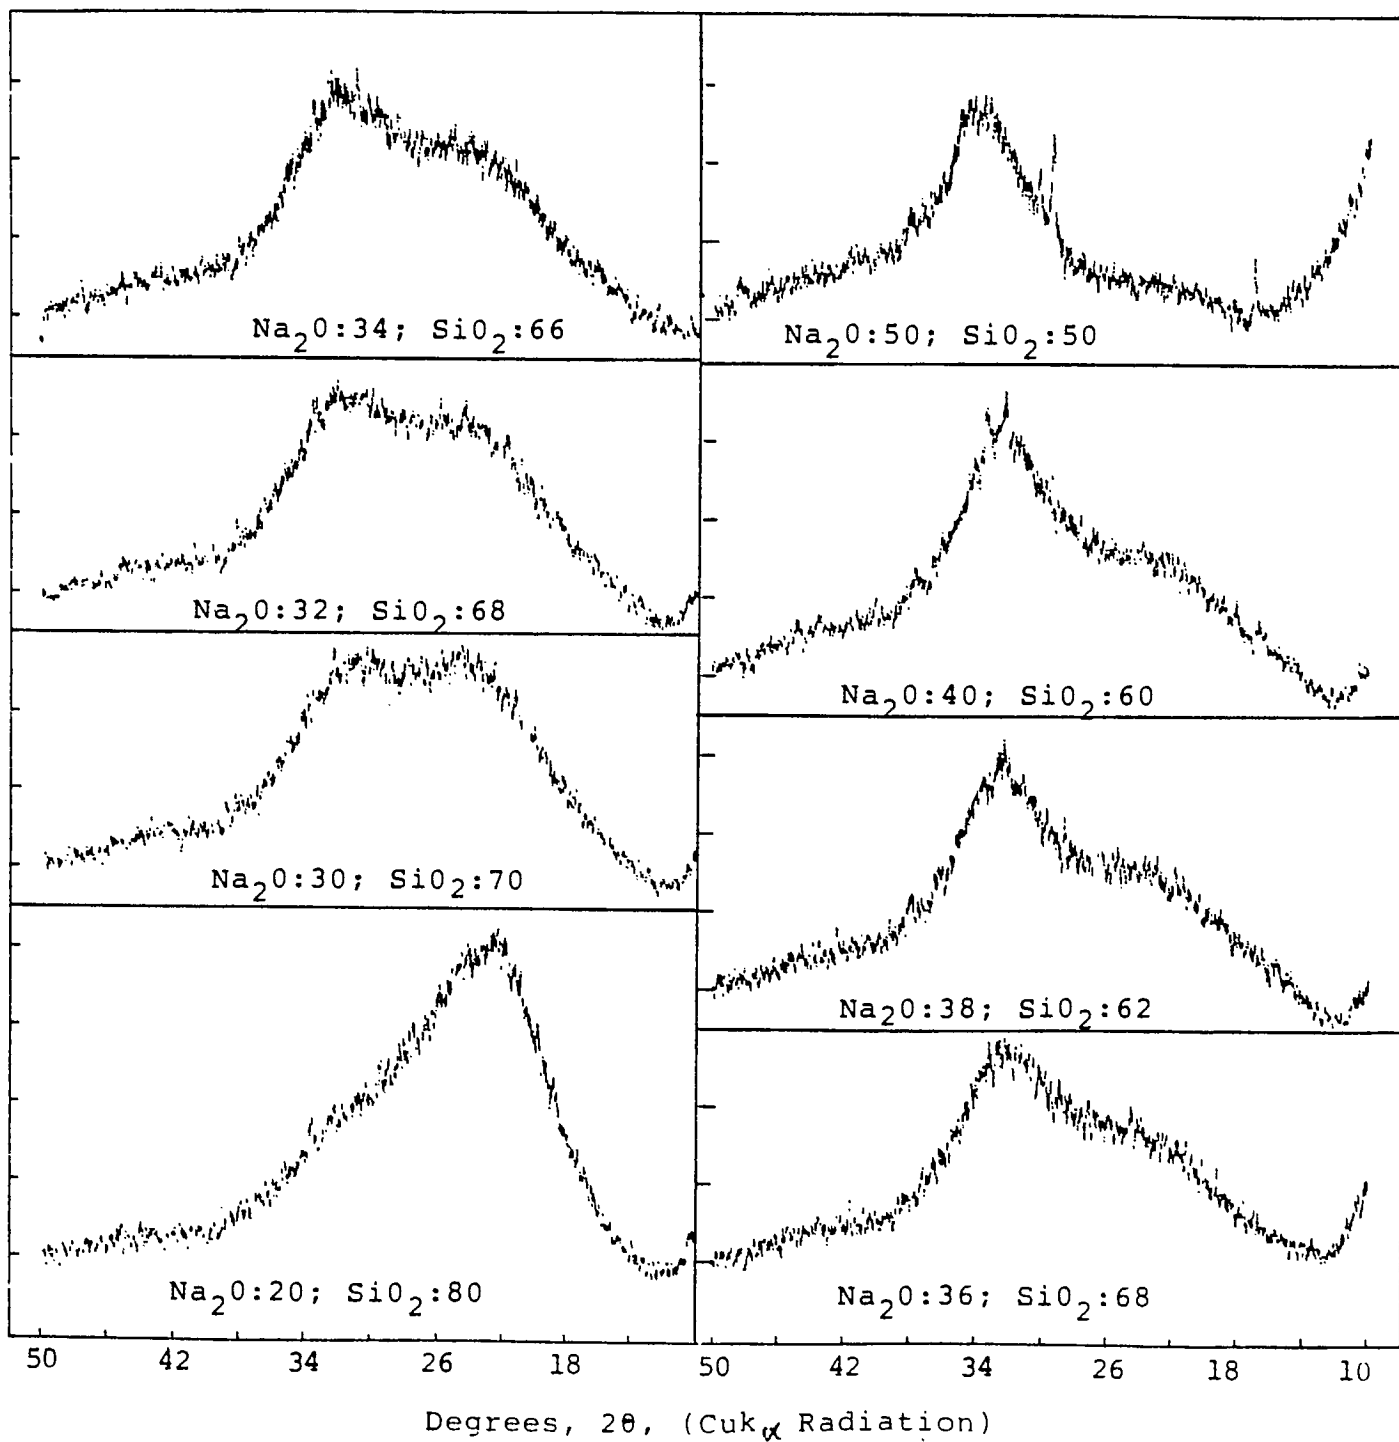 Na2O:34; SiO2:66
Na2O:32; SiO2:68
Na2O:30; SiO2:70
Na2O:20; SiO2:80
Na2O:50; SiO2:50
Na2O:40; SiO2:60
Na2O:38; SiO2:62
Na2O:36; SiO2:68
50 42 34 26 18 50 42 34 26 18 10
Degrees, 2θ, (Cukα Radiation)